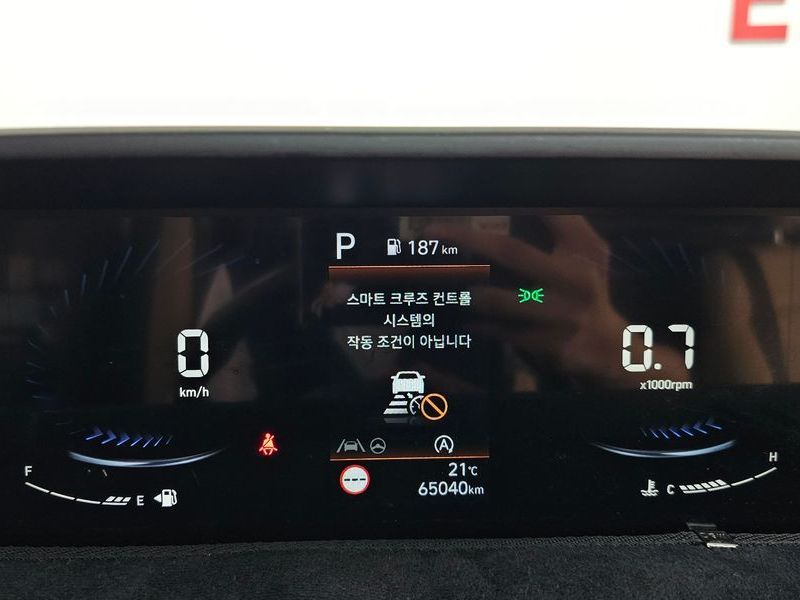 E
P 187 km
스마트 크루즈 컨트롤
시스템의
작동 조건이 아닙니다
0
km/h
0.7
x1000rpm
A
F
E
21℃
65040km
C
H